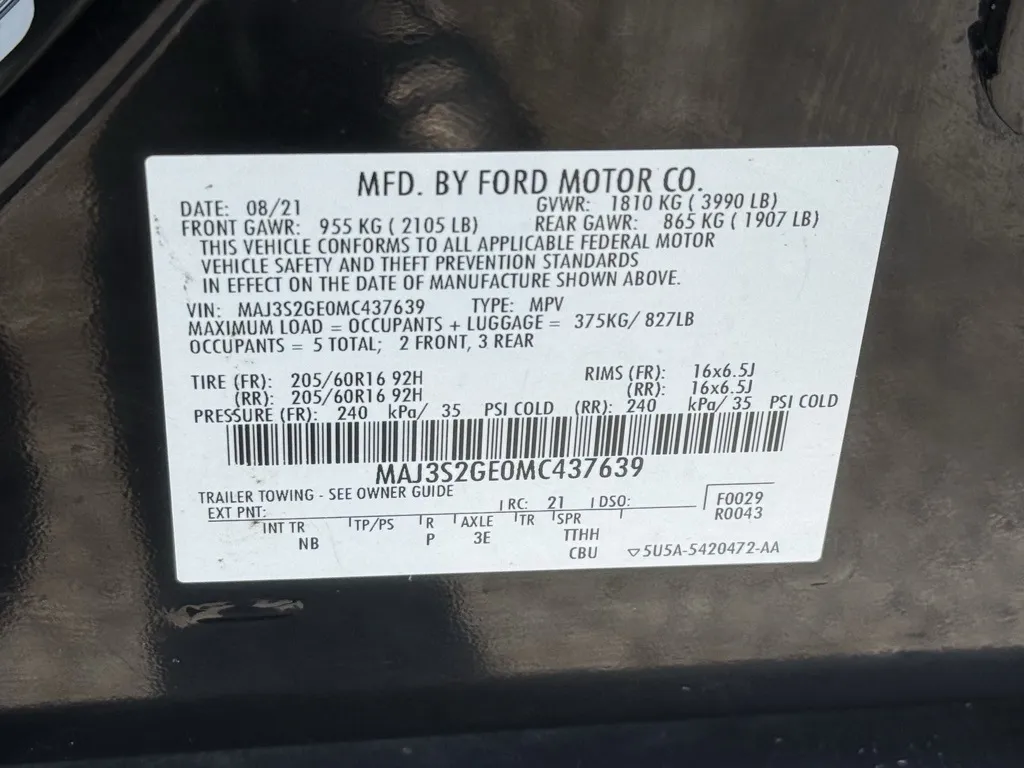 MFD. BY FORD MOTOR CO.
DATE: 08/21 GVWR: 1810 KG ( 3990 LB)
FRONT GAWR: 955 KG ( 2105 LB) REAR GAWR: 865 KG ( 1907 LB)
THIS VEHICLE CONFORMS TO ALL APPLICABLE FEDERAL MOTOR
VEHICLE SAFETY AND THEFT PREVENTION STANDARDS
IN EFFECT ON THE DATE OF MANUFACTURE SHOWN ABOVE.
VIN: MAJ3S2GE0MC437639 TYPE: MPV
MAXIMUM LOAD = OCCUPANTS + LUGGAGE = 375KG/ 827LB
OCCUPANTS = 5 TOTAL; 2 FRONT, 3 REAR
TIRE (FR): 205/60R16 92H RIMS (FR): 16x6.5J
(RR): 205/60R16 92H (RR): 16x6.5J
PRESSURE (FR): 240 kPa/ 35 PSI COLD (RR): 240 kPa/ 35 PSI COLD
MAJ3S2GE0MC437639
TRAILER TOWING - SEE OWNER GUIDE
EXT PNT: RC: 21 DSO: F0029
R0043
INT TR TP/PS R AXLE TR SPR
NB P 3E TTHH
CBU ▽5U5A-5420472-AA